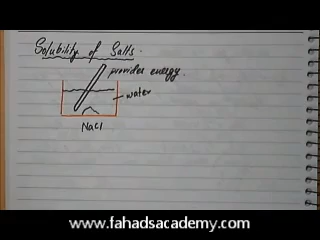 Solubility of Salts.
provides energy.
water
NaCl
www.fahadsacademy.com